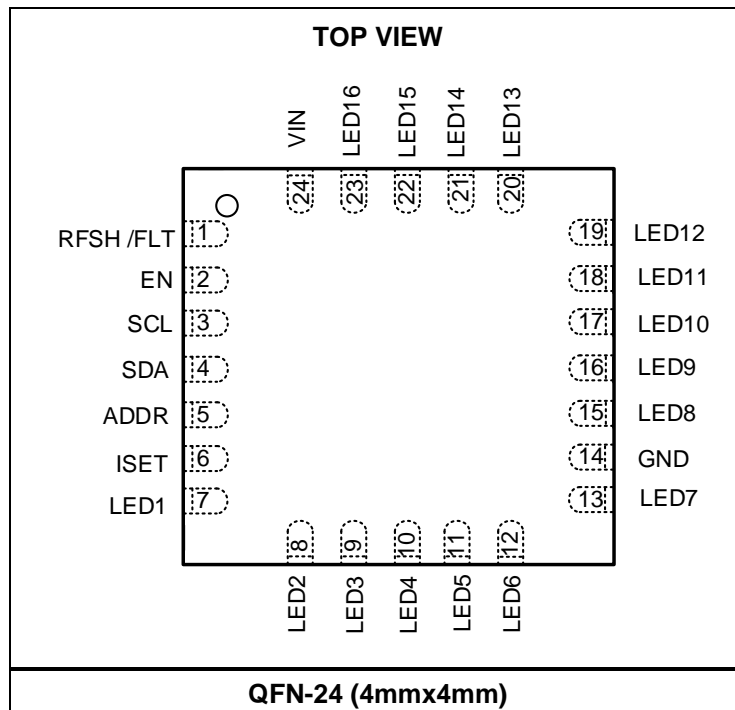 TOP VIEW
VIN
LED16
LED15
LED14
LED13
24
23
22
21
20
RFSH /FLT 1
EN 2
SCL 3
SDA 4
ADDR 5
ISET 6
LED1 7
19 LED12
18 LED11
17 LED10
16 LED9
15 LED8
14 GND
13 LED7
8
9
10
11
12
LED2
LED3
LED4
LED5
LED6
QFN-24 (4mmx4mm)